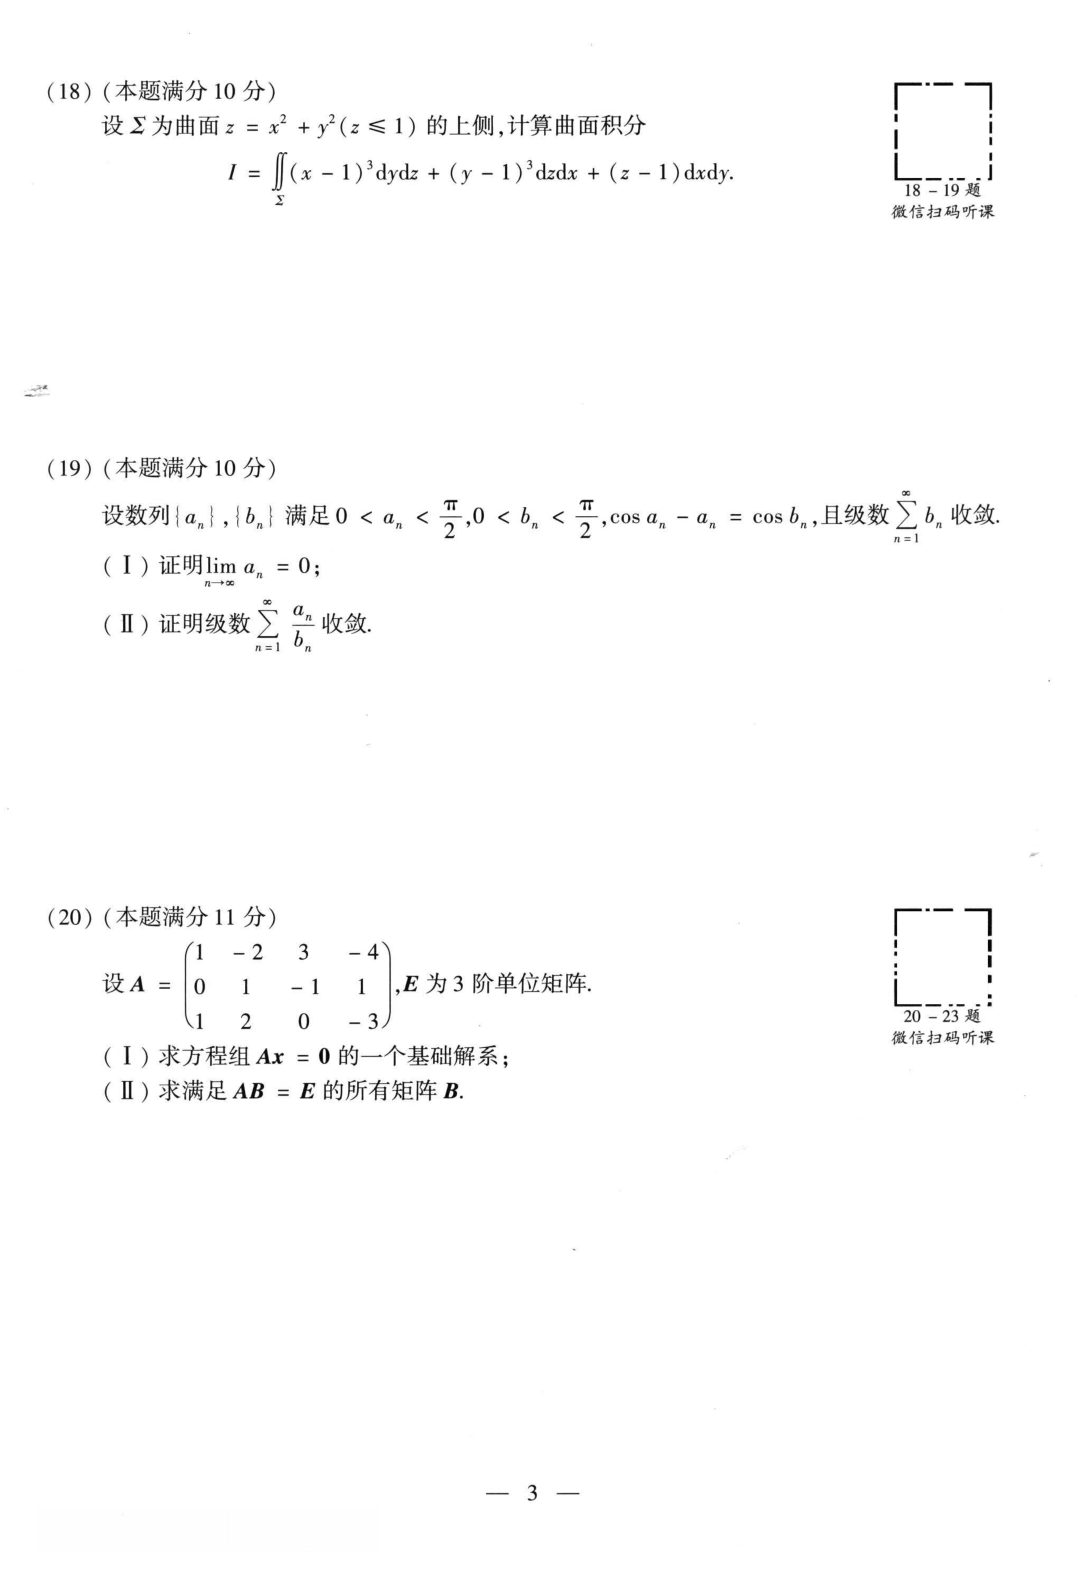 (18) (本题满分 10 分)
设 Σ 为曲面 z = x² + y² (z ≤ 1) 的上侧,计算曲面积分
I = ∬_Σ (x − 1)³dydz + (y − 1)³dzdx + (z − 1)dxdy.
18 − 19 题
微信扫码听课
(19) (本题满分 10 分)
设数列{aₙ},{bₙ} 满足 0 < aₙ < π/2, 0 < bₙ < π/2, cos aₙ − aₙ = cos bₙ,且级数 ∑_{n=1}^{∞} bₙ 收敛.
(Ⅰ) 证明 lim_{n→∞} aₙ = 0;
(Ⅱ) 证明级数 ∑_{n=1}^{∞} aₙ/bₙ 收敛.
(20) (本题满分 11 分)
1 − 2 3 − 4
设 A = 0 1 − 1 1 ,E 为 3 阶单位矩阵.
1 2 0 − 3
20 − 23 题
微信扫码听课
(Ⅰ) 求方程组 Ax = 0 的一个基础解系;
(Ⅱ) 求满足 AB = E 的所有矩阵 B.
— 3 —